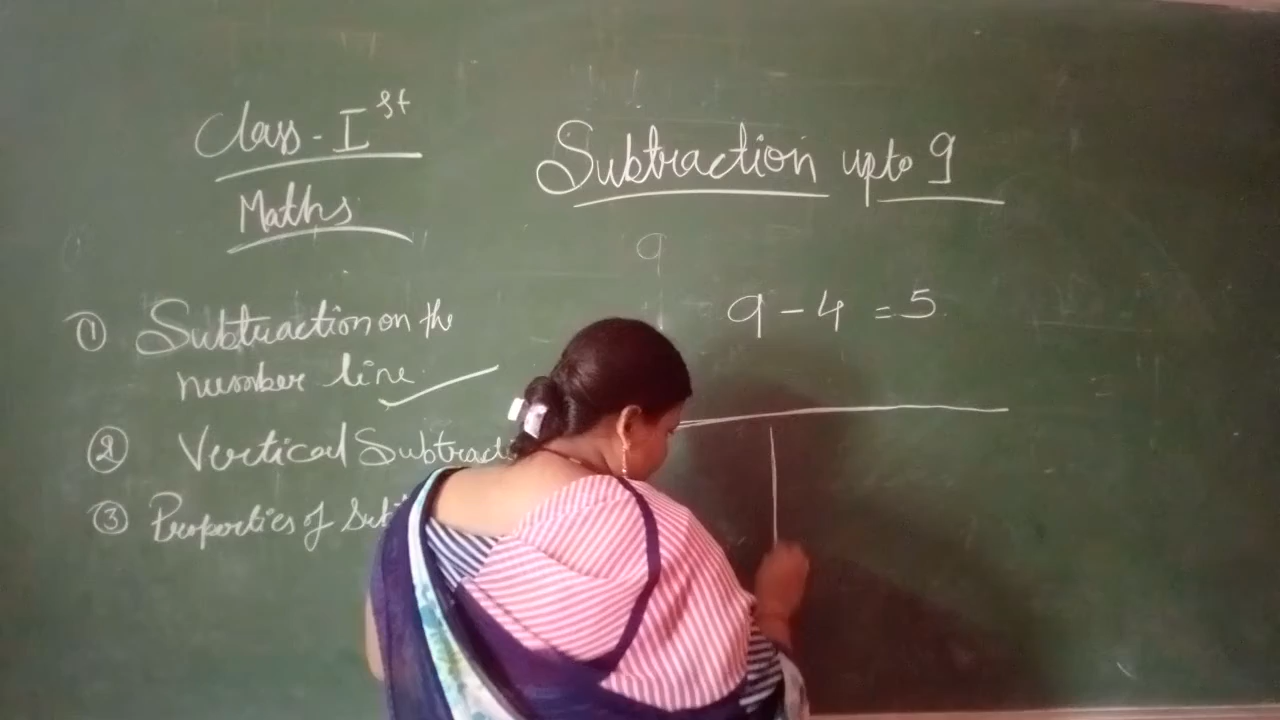 Class - Ist
Maths
① Subtraction on the
number line.
② Vertical
③ Properties of
Subtraction upto 9
9
9 - 4 = 5